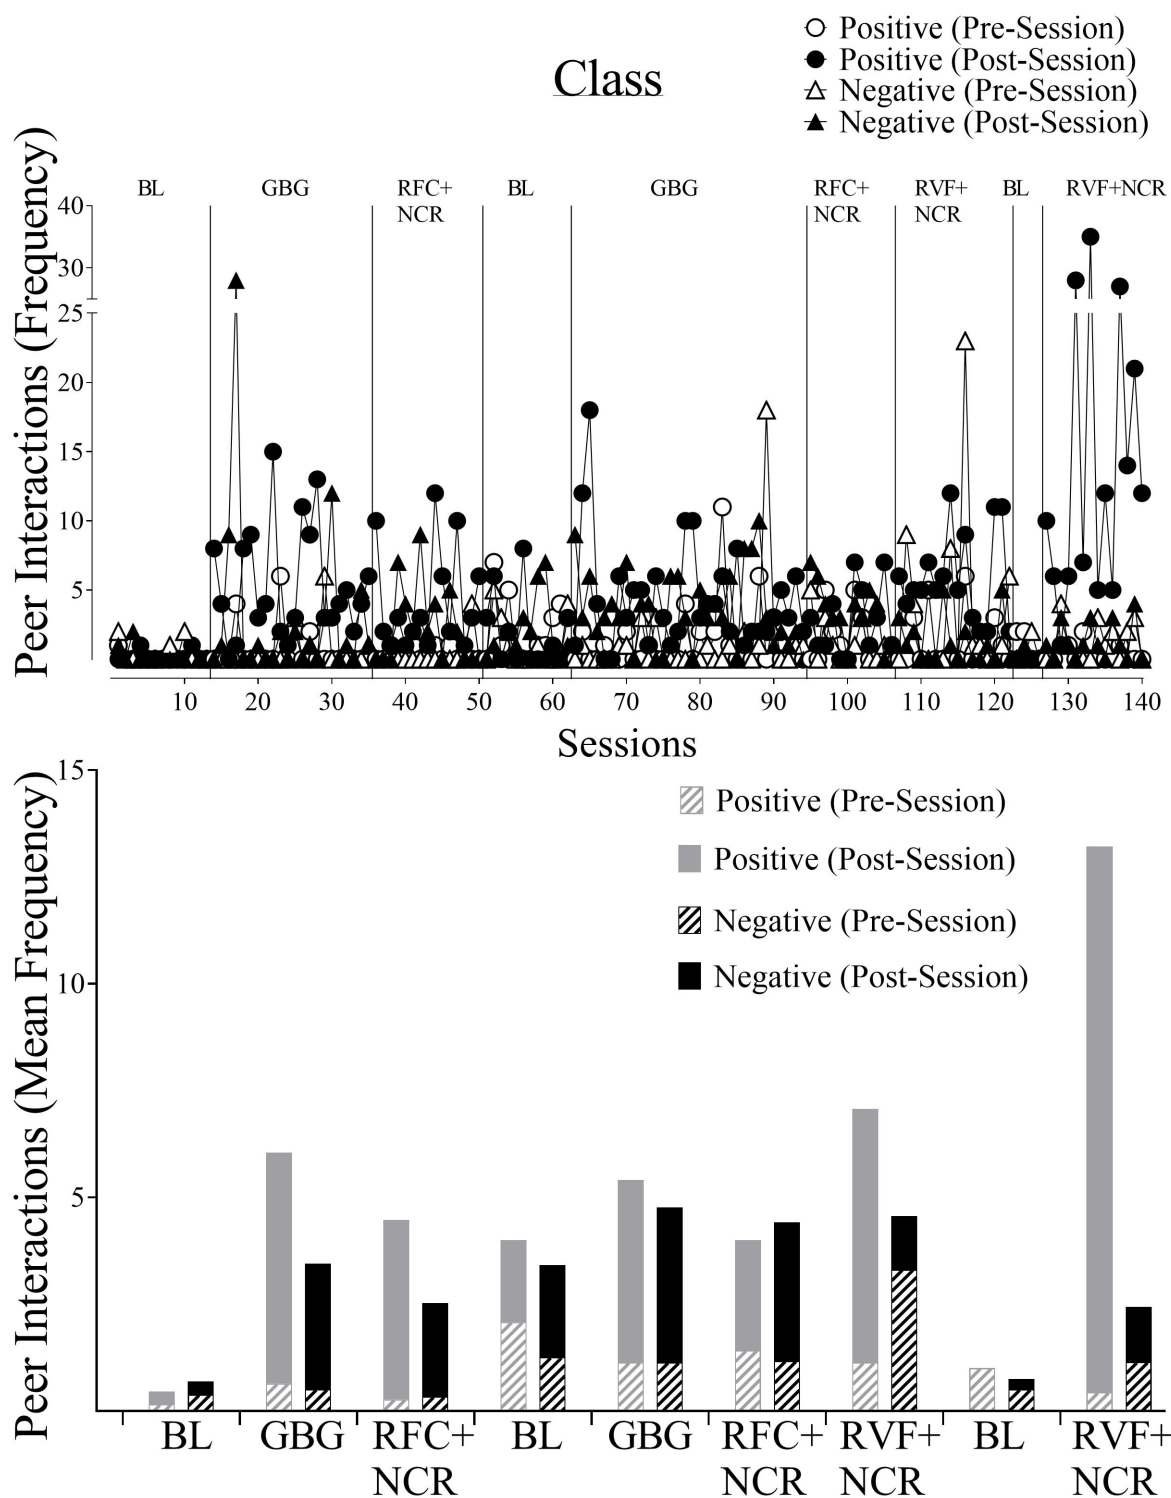 Positive (Pre-Session)
Positive (Post-Session)
Negative (Pre-Session)
Negative (Post-Session)
Class
Peer Interactions (Frequency)
BL
GBG
RFC+
NCR
BL
GBG
RFC+
NCR
RVF+
NCR
BL
RVF+NCR
40
30
25
20
15
10
5
10
20
30
40
50
60
70
80
90
100
110
120
130
140
Sessions
Peer Interactions (Mean Frequency)
15
10
5
Positive (Pre-Session)
Positive (Post-Session)
Negative (Pre-Session)
Negative (Post-Session)
BL
GBG
RFC+
NCR
BL
GBG
RFC+
NCR
RVF+
NCR
BL
RVF+
NCR